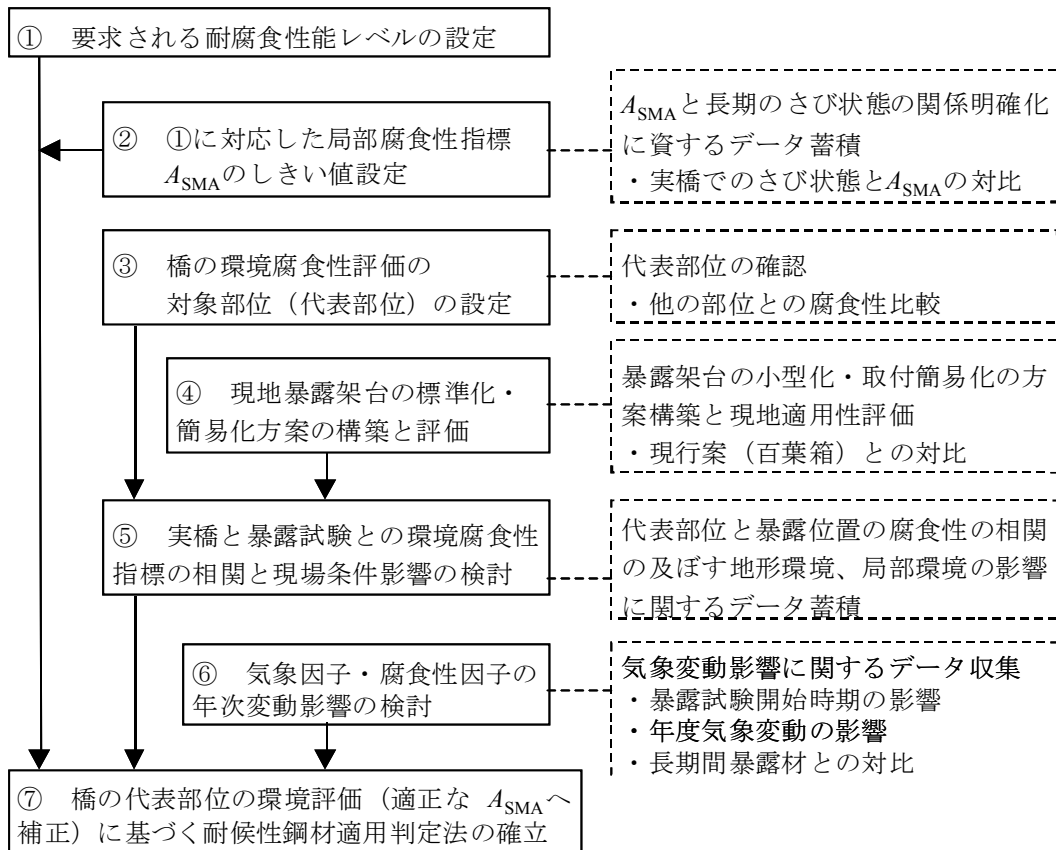 ① 要求される耐腐食性能レベルの設定
② ①に対応した局部腐食性指標
ASMAのしきい値設定
ASMAと長期のさび状態の関係明確化
に資するデータ蓄積
・実橋でのさび状態とASMAの対比
③ 橋の環境腐食性評価の
対象部位（代表部位）の設定
代表部位の確認
・他の部位との腐食性比較
④ 現地暴露架台の標準化・
簡易化方案の構築と評価
暴露架台の小型化・取付簡易化の方
案構築と現地適用性評価
・現行案（百葉箱）との対比
⑤ 実橋と暴露試験との環境腐食性
指標の相関と現場条件影響の検討
代表部位と暴露位置の腐食性の相関
の及ぼす地形環境、局部環境の影響
に関するデータ蓄積
⑥ 気象因子・腐食性因子の
年次変動影響の検討
気象変動影響に関するデータ収集
・暴露試験開始時期の影響
・年度気象変動の影響
・長期間暴露材との対比
⑦ 橋の代表部位の環境評価（適正な ASMAへ
補正）に基づく耐候性鋼材適用判定法の確立